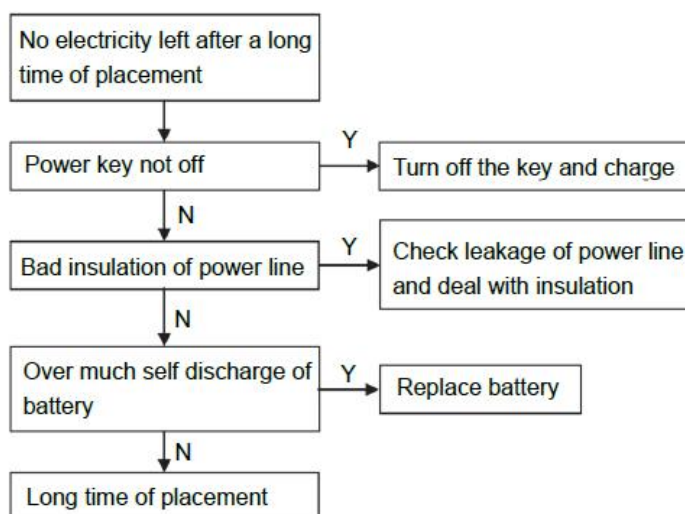 No electricity left after a long
time of placement
Y
Power key not off
Turn off the key and charge
N
Y
Bad insulation of power line
Check leakage of power line
and deal with insulation
N
Over much self discharge of
battery
Y
Replace battery
N
Long time of placement